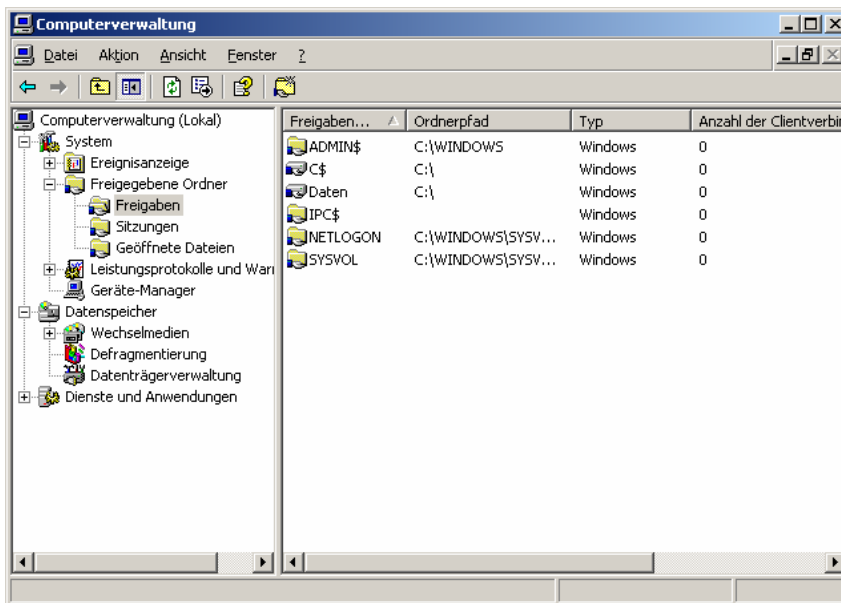 Computerverwaltung
Datei Aktion Ansicht Fenster ?
Computerverwaltung (Lokal)
System
Ereignisanzeige
Freigegebene Ordner
Freigaben
Sitzungen
Geöffnete Dateien
Leistungsprotokolle und Warn
Geräte-Manager
Datenspeicher
Wechselmedien
Defragmentierung
Datenträgerverwaltung
Dienste und Anwendungen
Freigaben... Ordnerpfad Typ Anzahl der Clientverbin
ADMIN$ C:\WINDOWS Windows 0
C$ C:\ Windows 0
Daten C:\ Windows 0
IPC$ Windows 0
NETLOGON C:\WINDOWS\SYSV... Windows 0
SYSVOL C:\WINDOWS\SYSV... Windows 0